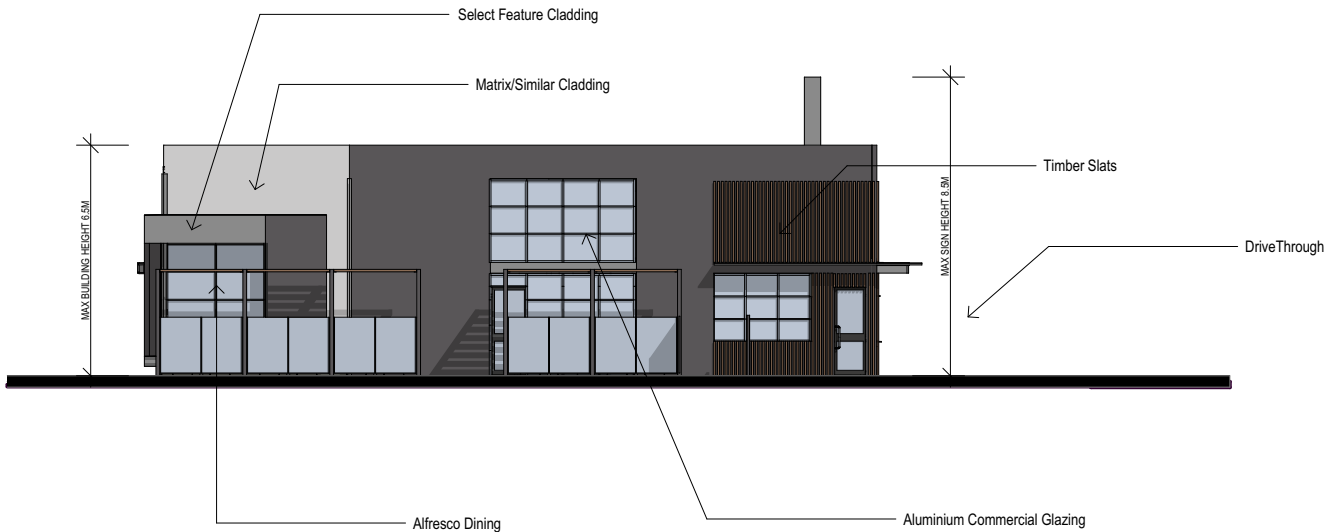 Select Feature Cladding
Matrix/Similar Cladding
Timber Slats
DriveThrough
MAX BUILDING HEIGHT 6.5M
MAX SIGN HEIGHT 8.5M
Alfresco Dining
Aluminium Commercial Glazing